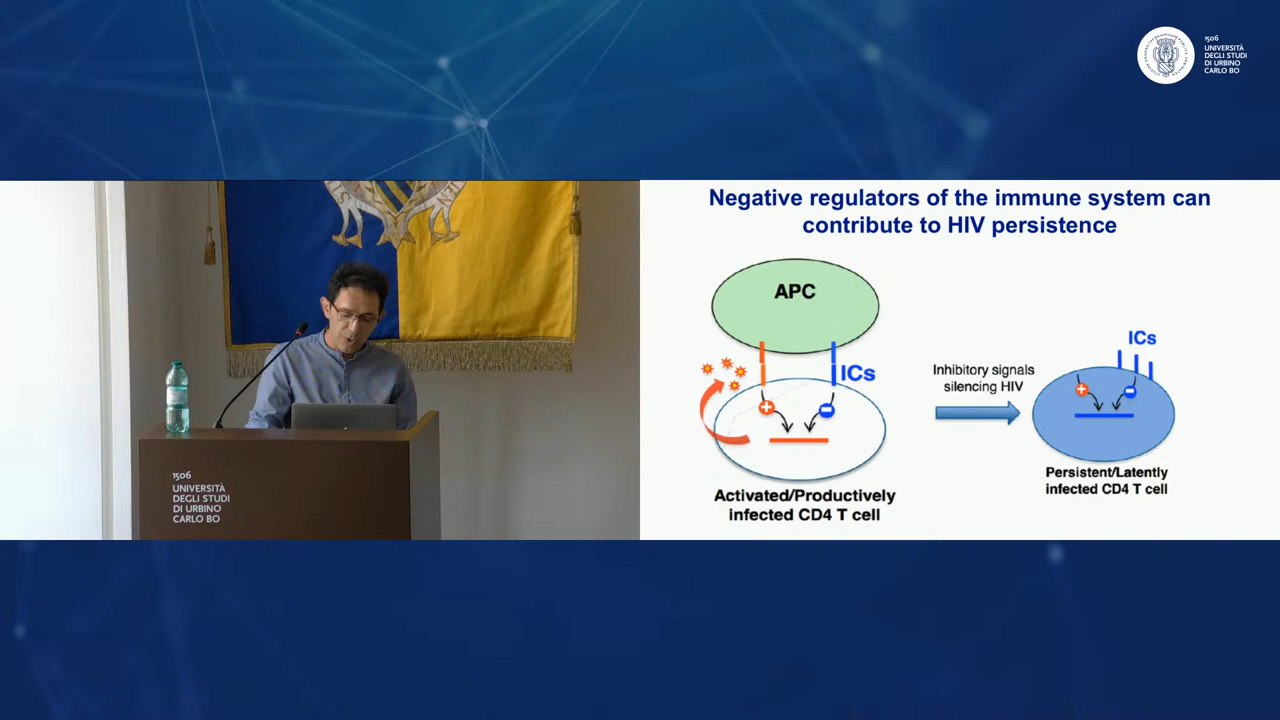 1506
UNIVERSITÀ
DEGLI STUDI
DI URBINO
CARLO BO
1506
UNIVERSITÀ
DEGLI STUDI
DI URBINO
CARLO BO
Negative regulators of the immune system can
contribute to HIV persistence
APC
ICs
Activated/Productively
infected CD4 T cell
Inhibitory signals
silencing HIV
ICs
Persistent/Latently
infected CD4 T cell